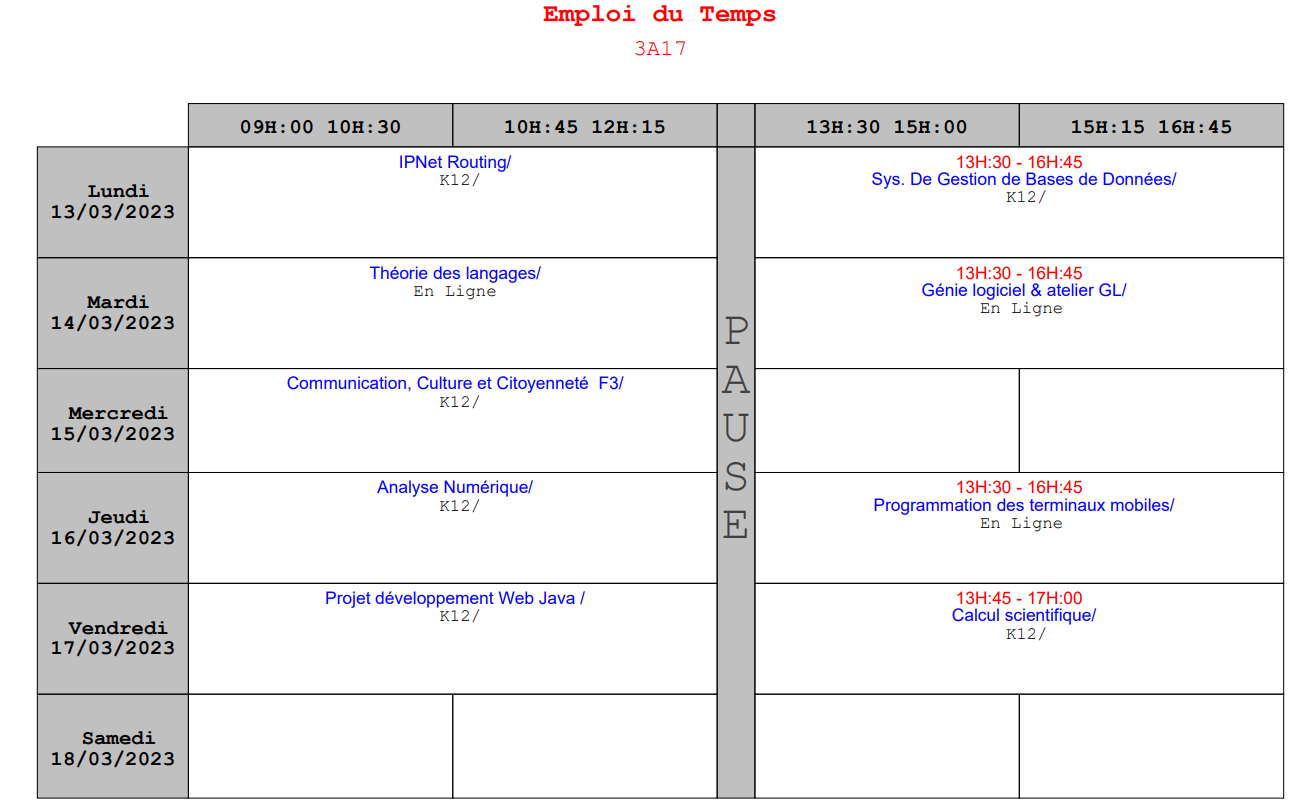 Emploi du Temps
3A17
09H:00 10H:30
10H:45 12H:15
13H:30 15H:00
15H:15 16H:45
Lundi
13/03/2023
IPNet Routing/
K12/
13H:30 - 16H:45
Sys. De Gestion de Bases de Données/
K12/
Mardi
14/03/2023
Théorie des langages/
En Ligne
13H:30 - 16H:45
Génie logiciel & atelier GL/
En Ligne
Mercredi
15/03/2023
Communication, Culture et Citoyenneté  F3/
K12/
Jeudi
16/03/2023
Analyse Numérique/
K12/
13H:30 - 16H:45
Programmation des terminaux mobiles/
En Ligne
Vendredi
17/03/2023
Projet développement Web Java /
K12/
13H:45 - 17H:00
Calcul scientifique/
K12/
Samedi
18/03/2023
P
A
U
S
E